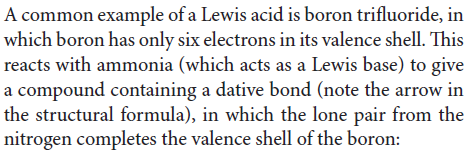 A common example of a Lewis acid is boron trifluoride, in
which boron has only six electrons in its valence shell. This
reacts with ammonia (which acts as a Lewis base) to give
a compound containing a dative bond (note the arrow in
the structural formula), in which the lone pair from the
nitrogen completes the valence shell of the boron: